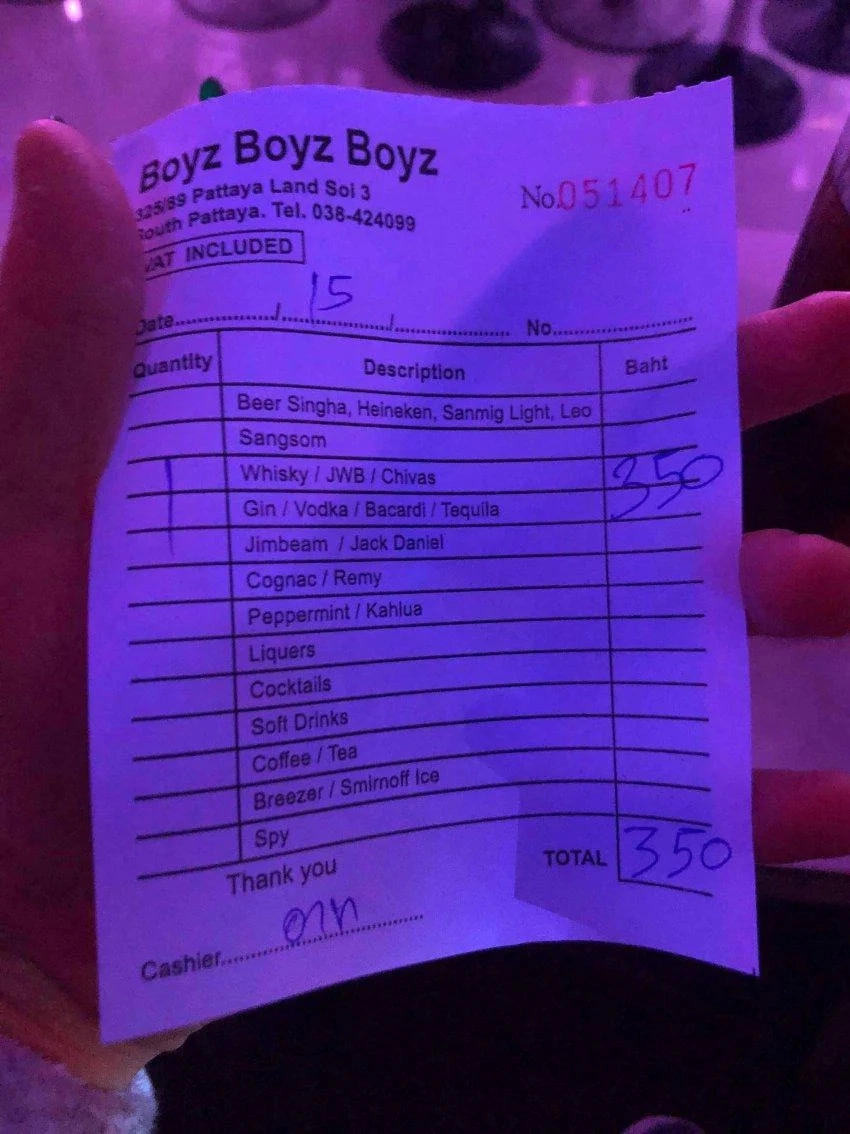 Boyz Boyz Boyz
325/89 Pattaya Land Soi 3
South Pattaya. Tel. 038-424099
No.051407
VAT INCLUDED
15
Date............../............../.............. No..............
Quantity Description Baht
Beer Singha, Heineken, Sanmig Light, Leo
Sangsom
1 Whisky / JWB / Chivas 350
Gin / Vodka / Bacardi / Tequila
Jimbeam / Jack Daniel
Cognac / Remy
Peppermint / Kahlua
Liquers
Cocktails
Soft Drinks
Coffee / Tea
Breezer / Smirnoff Ice
Spy
TOTAL 350
Thank you
Cashier..............